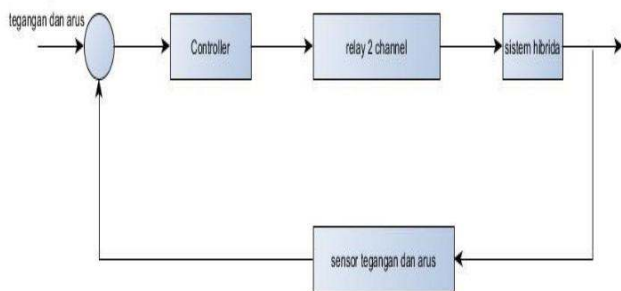 tegangan dan arus
Controller
relay 2 channel
sistem hibrida
sensor tegangan dan arus